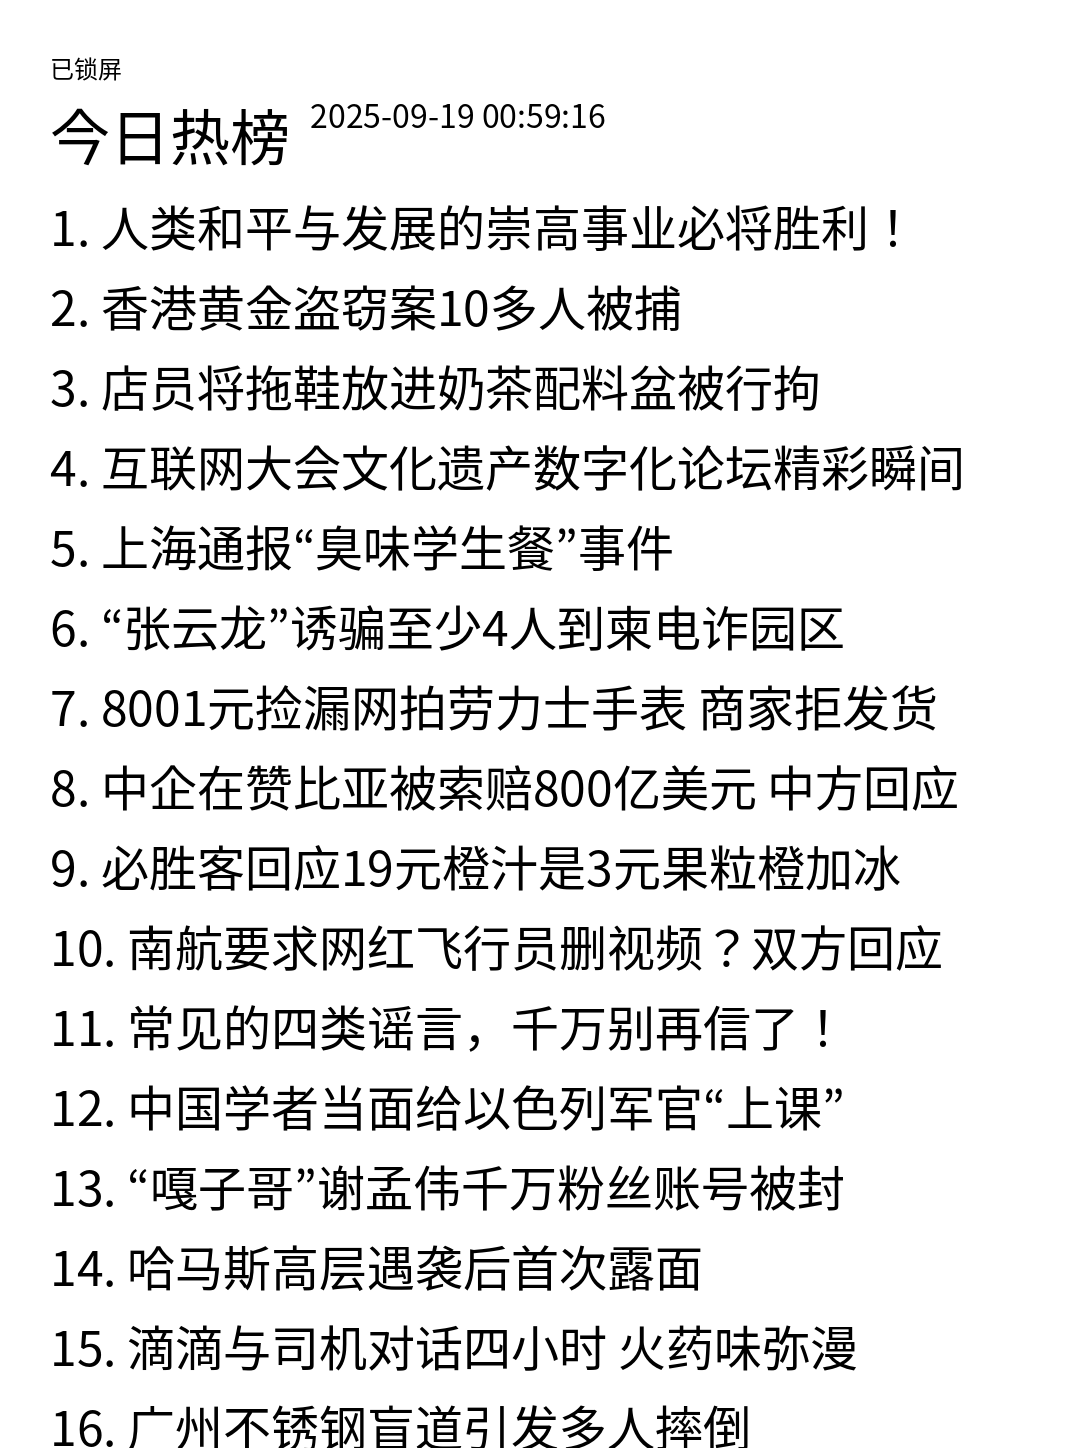 已锁屏
今日热榜 2025-09-19 00:59:16
1. 人类和平与发展的崇高事业必将胜利！
2. 香港黄金盗窃案10多人被捕
3. 店员将拖鞋放进奶茶配料盆被行拘
4. 互联网大会文化遗产数字化论坛精彩瞬间
5. 上海通报“臭味学生餐”事件
6. “张云龙”诱骗至少4人到柬电诈园区
7. 8001元捡漏网拍劳力士手表 商家拒发货
8. 中企在赞比亚被索赔800亿美元 中方回应
9. 必胜客回应19元橙汁是3元果粒橙加冰
10. 南航要求网红飞行员删视频？双方回应
11. 常见的四类谣言，千万别再信了！
12. 中国学者当面给以色列军官“上课”
13. “嘎子哥”谢孟伟千万粉丝账号被封
14. 哈马斯高层遇袭后首次露面
15. 滴滴与司机对话四小时 火药味弥漫
16. 广州不锈钢盲道引发多人摔倒